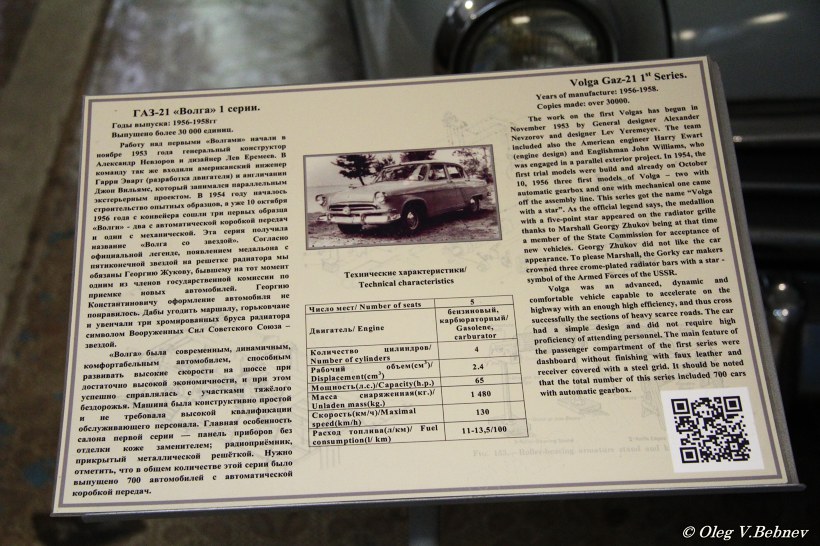 ГАЗ-21 «Волга» 1 серии.
Годы выпуска: 1956-1958гг
Выпущено более 30 000 единиц.
Работу над первыми «Волгами» начали в
ноябре 1953 года генеральный конструктор
Александр Невзоров и дизайнер Лев Еремеев. В
команду так же входили американский инженер
Гарри Эварт (разработка двигателя) и англичанин
Джон Вильямс, который занимался параллельным
экстерьерным проектом. В 1954 году началось
строительство опытных образцов, в уже 10 октября
1956 года с конвейера сошли три первых образца
«Волги» - два с автоматической коробкой передач
и один с механической. Эта серия получила
название «Волга со звездой». Согласно
официальной легенде, появлением медальона с
пятиконечной звездой на решетке радиатора мы
обязаны Георгию Жукову, бывшему на тот момент
одним из членов государственной комиссии по
приемке новых автомобилей. Георгию
Константиновичу оформление автомобиля не
понравилось. Дабы угодить маршалу, горьковчане
и увенчали три хромированных бруса радиатора
символом Вооруженных Сил Советского Союза –
звездой.
«Волга» была современным, динамичным,
комфортабельным автомобилем, способным
развивать высокие скорости на шоссе при
достаточно высокой экономичности, и при этом
успешно справлялась с участками тяжёлого
бездорожья. Машина была конструктивно простой
и не требовала высокой квалификации
обслуживающего персонала. Главная особенность
салона первой серии — панель приборов без
отделки коже заменителем; радиоприёмник,
прикрытый металлической решёткой. Нужно
отметить, что в общем количестве этой серии было
выпущено 700 автомобилей с автоматической
коробкой передач.
Технические характеристики/
Technical characteristics
Число мест/ Number of seats 5
Двигатель/ Engine бензиновый, карбюраторный/ Gasolene, carburator
Количество цилиндров/ Number of cylinders 4
Рабочий объем(см³)/ Displacement(cm³) 2.4
Мощность(л.с.)/Capacity(h.p.) 65
Масса снаряженная(кг.)/ Unladen mass(kg.) 1 480
Скорость(км/ч)/Maximal speed(km/h) 130
Расход топлива(л/км)/ Fuel consumption(l/ km) 11-13,5/100
Volga Gaz-21 1st Series.
Years of manufacture: 1956-1958.
Copies made: over 30000.
The work on the first Volgas has begun in
November 1953 by General designer Alexander
Nevzorov and designer Lev Yeremeyev. The team
included also the American engineer Harry Ewart
(engine design) and Englishman John Williams, who
was engaged in a parallel exterior project. In 1954, the
first trial models were build and already on October
10, 1956 three first models of Volga – two with
automatic gearbox and one with mechanical one came
off the assembly line. This series got the name “Volga
with a star”. As the official legend says, the medallion
with a five-point star appeared on the radiator grille
thanks to Marshall Georgy Zhukov being at that time
a member of the State Commission for acceptance of
new vehicles. Georgy Zhukov did not like the car
appearance. To please Marshall, the Gorky car makers
crowned three crome-plated radiator bars with a star -
symbol of the Armed Forces of the USSR.
Volga was an advanced, dynamic and
comfortable vehicle capable to accelerate on the
highway with an enough high efficiency, and thus cross
successfully the sections of heavy scarce roads. The car
had a simple design and did not require high
proficiency of attending personnel. The main feature of
the passenger compartment of the first series were
dashboard without finishing with faux leather and
receiver covered with a steel grid. It should be noted
that the total number of this series included 700 cars
with automatic gearbox.
© Oleg V.Bebnev